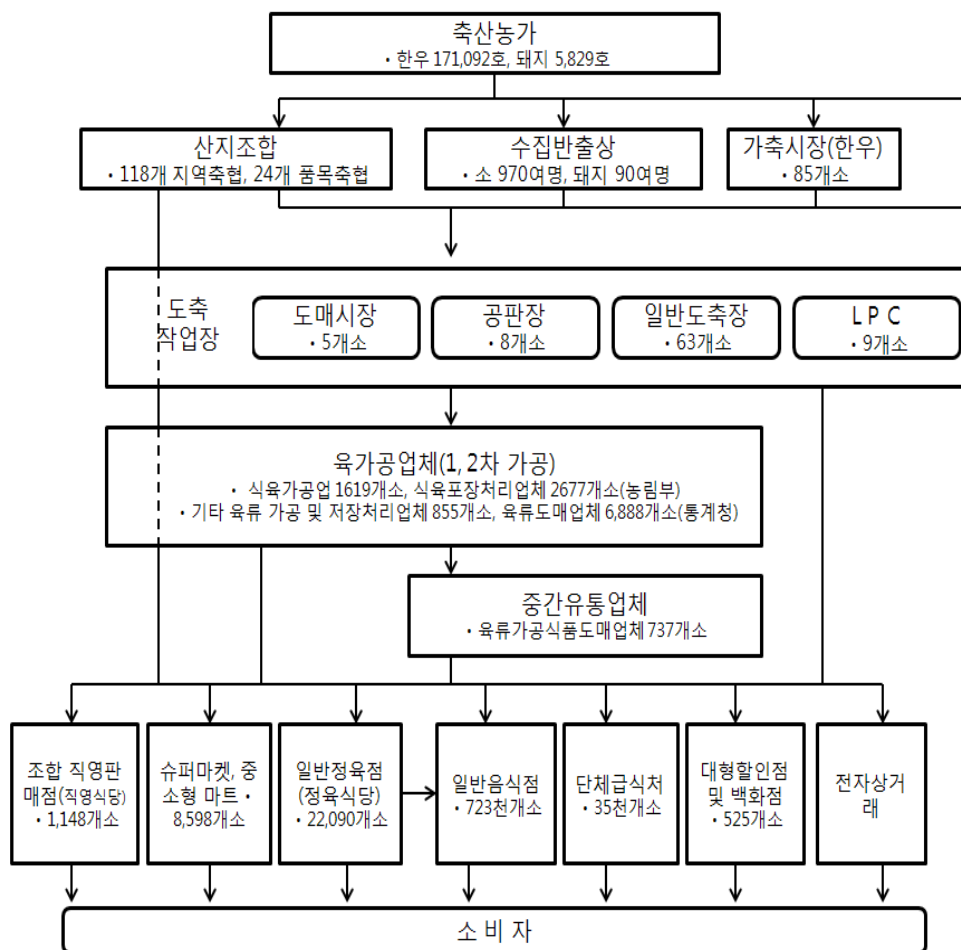 축산농가
· 한우 171,092호, 돼지 5,829호
산지조합
· 118개 지역축협, 24개 품목축협
수집반출상
· 소 970여명, 돼지 90여명
가축시장(한우)
· 85개소
도축
작업장
도매시장
· 5개소
공판장
· 8개소
일반도축장
· 63개소
L P C
· 9개소
육가공업체(1, 2차 가공)
· 식육가공업 1619개소, 식육포장처리업체 2677개소(농림부)
· 기타 육류 가공 및 저장처리업체 855개소, 육류도매업체 6,888개소(통계청)
중간유통업체
· 육류가공식품도매업체 737개소
조합 직영판
매점(직영식당)
· 1,148개소
슈퍼마켓, 중
소형 마트 ·
8,598개소
일반정육점
(정육식당)
· 22,090개소
일반음식점
· 723천개소
단체급식처
· 35천개소
대형할인점
및 백화점
· 525개소
전자상거
래
소 비 자